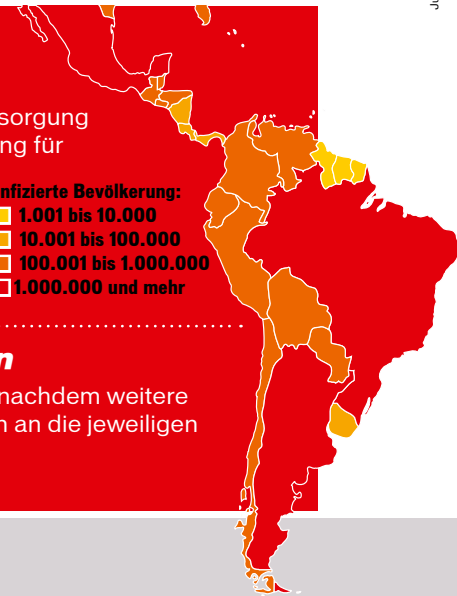 Ju
sorgung
ng für
nfizierte Bevölkerung:
1.001 bis 10.000
10.001 bis 100.000
100.001 bis 1.000.000
1.000.000 und mehr
n
nachdem weitere
n an die jeweiligen